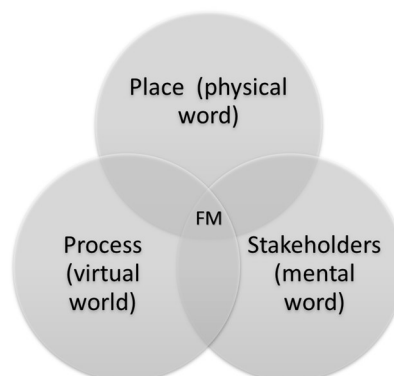 Place (physical
word)
FM
Process
(virtual
world)
Stakeholders
(mental
word)